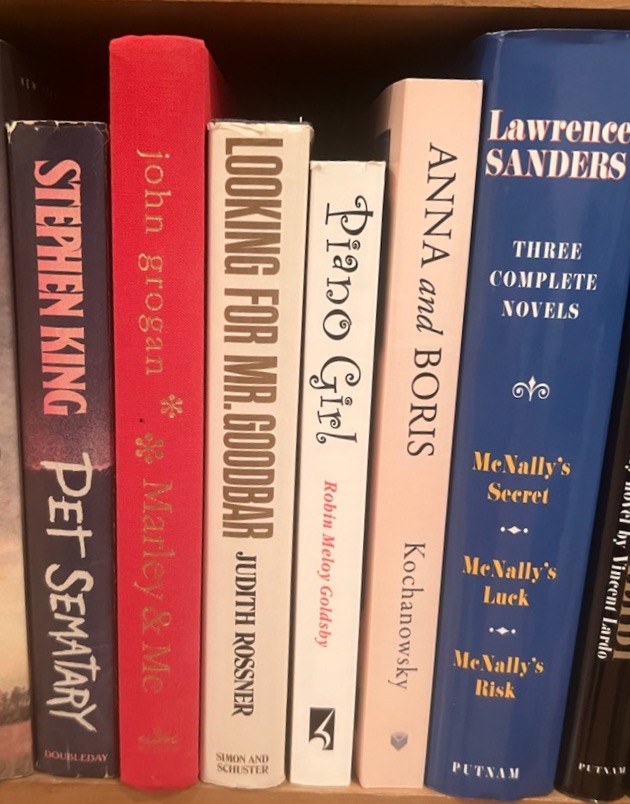 STEPHEN KING
PET SEMATARY
DOUBLEDAY
john grogan
Marley & Me
LOOKING FOR MR. GOODBAR
JUDITH ROSSNER
SIMON AND
SCHUSTER
Piano Girl
Robin Meloy Goldsby
ANNA and BORIS
Kochanowsky
Lawrence
SANDERS
THREE
COMPLETE
NOVELS
McNally's
Secret
McNally's
Luck
McNally's
Risk
PUTNAM
novel by Vincent Lardo
PUTNAM